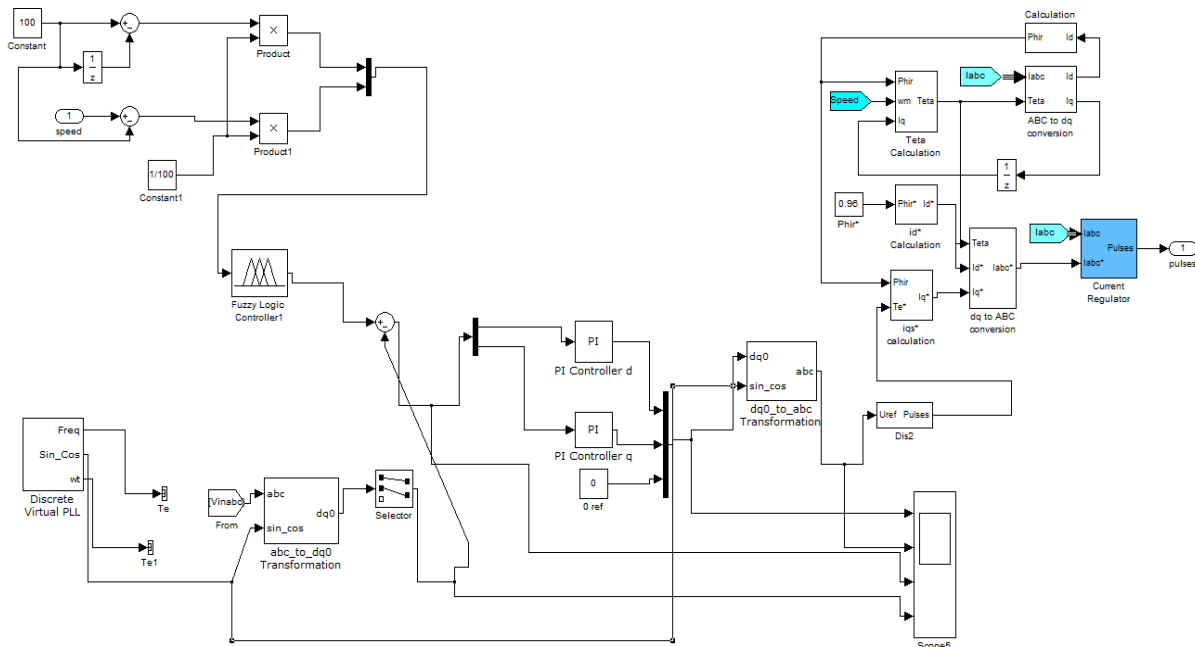 100
Constant
+
-
1
z
×
Product
1
speed
+
-
×
Product1
1/100
Constant1
Calculation
Phir Id
Iabc
Iabc Id
Teta Iq
ABC to dq
conversion
Phir
Speed
wm Teta
Iq
Teta
Calculation
1
z
0.96
Phir*
Phir* Id*
id*
Calculation
Iabc
Iabc
Pulses
Iabc*
Current
Regulator
1
pulses
Teta
Id* Iabc*
Iq*
dq to ABC
conversion
Phir
Iq*
Te*
iqs*
calculation
Fuzzy Logic
Controller1
+
-
PI
PI Controller d
PI
PI Controller q
0
0 ref
dq0
abc
sin_cos
dq0_to_abc
Transformation
Uref Pulses
Dis2
Freq
Sin_Cos
wt
Discrete
Virtual PLL
Te
Te1
[Vinabc]
From
abc
dq0
sin_cos
abc_to_dq0
Transformation
Selector
Scope5